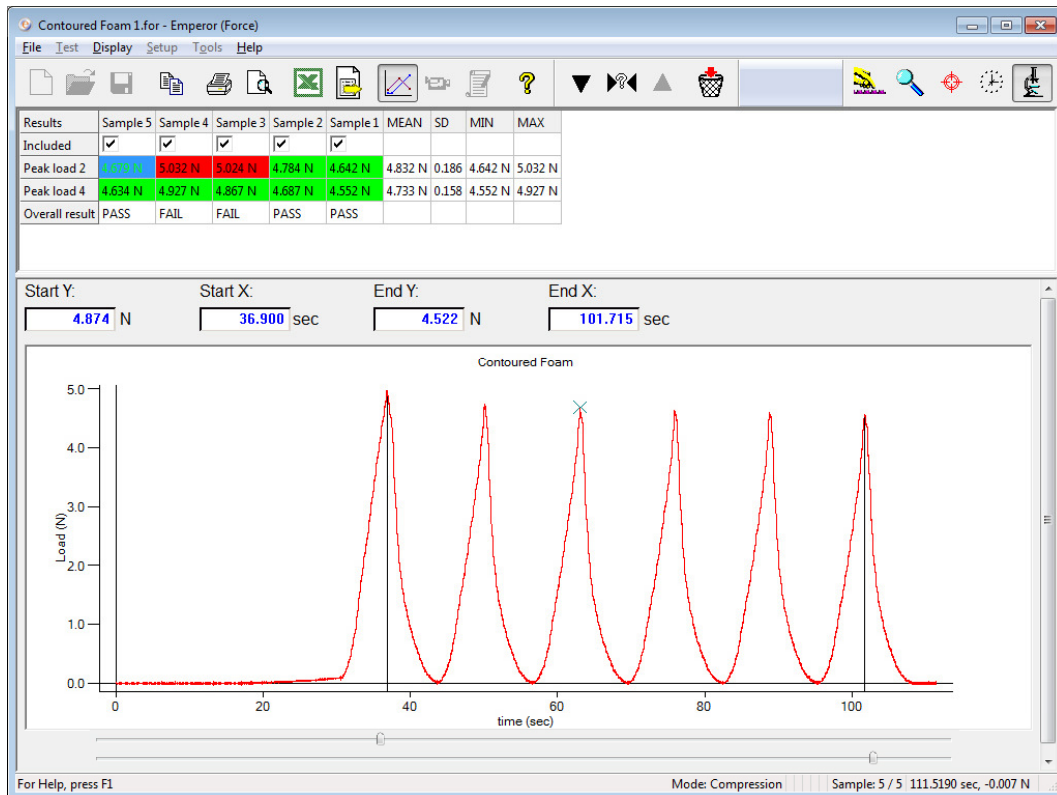 Contoured Foam 1.for - Emperor (Force)
File Test Display Setup Tools Help
Results Sample 5 Sample 4 Sample 3 Sample 2 Sample 1 MEAN SD MIN MAX
Included
Peak load 2 4.679 N 5.032 N 5.024 N 4.784 N 4.642 N 4.832 N 0.186 4.642 N 5.032 N
Peak load 4 4.634 N 4.927 N 4.867 N 4.687 N 4.552 N 4.733 N 0.158 4.552 N 4.927 N
Overall result PASS FAIL FAIL PASS PASS
Start Y: Start X: End Y: End X:
4.874 N 36.900 sec 4.522 N 101.715 sec
Contoured Foam
5.0
4.0
3.0
2.0
1.0
0.0
Load (N)
0 20 40 60 80 100
time (sec)
For Help, press F1 Mode: Compression Sample: 5 / 5 111.5190 sec, -0.007 N